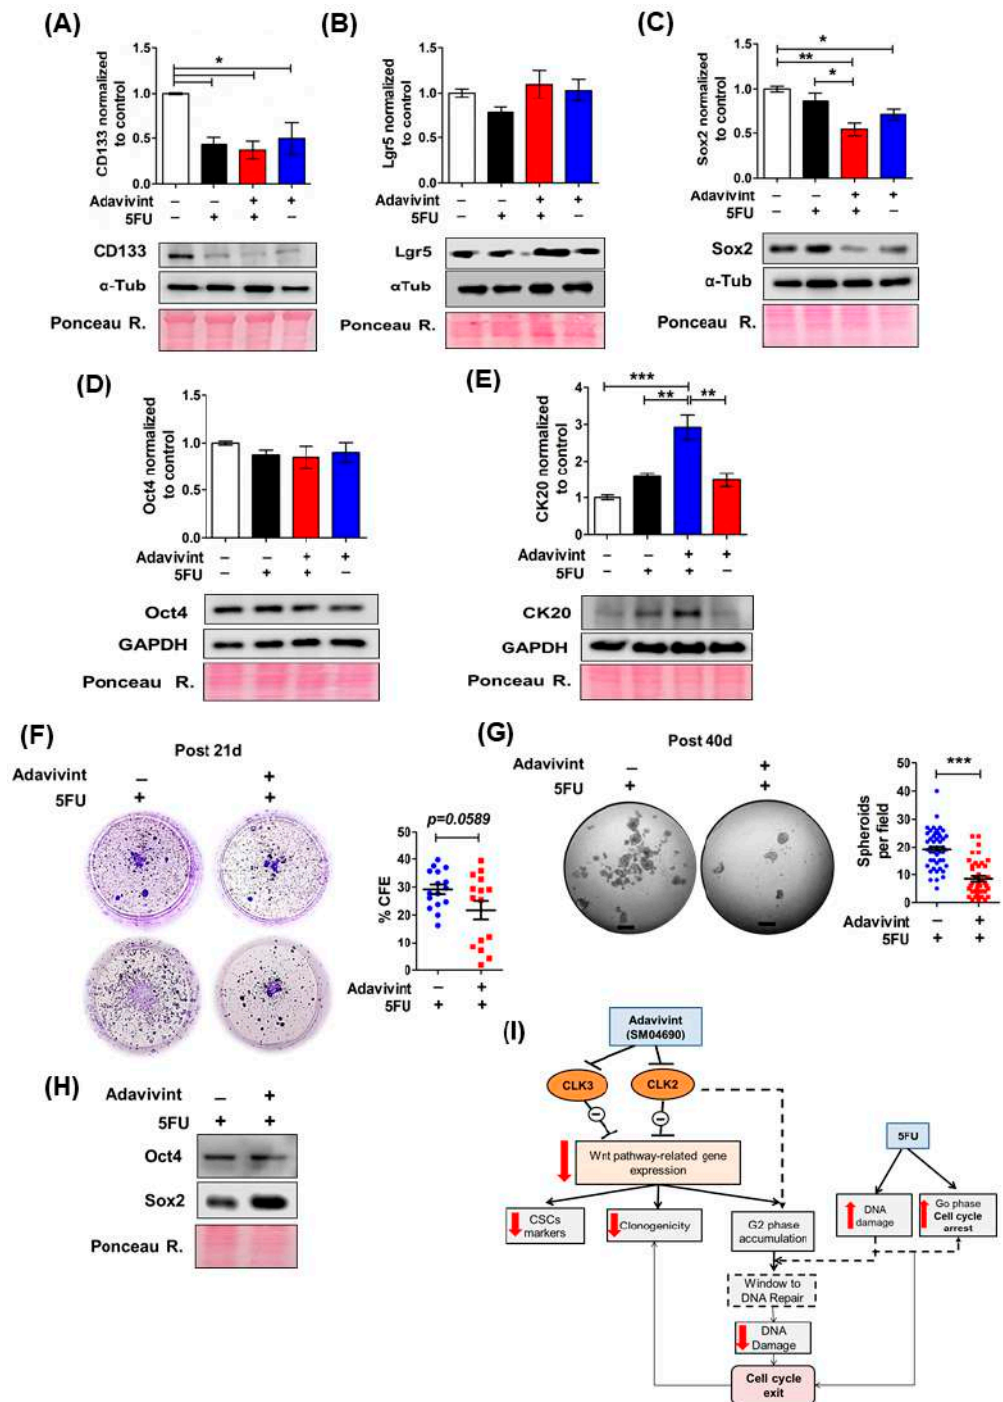 (A)
CD133 normalized
to control
1.5
1.0
0.5
0.0
*
Adavivint – – + +
5FU – + + –
CD133
α-Tub
Ponceau R.
(B)
Lgr5 normalized
to control
1.5
1.0
0.5
0.0
Adavivint – – + +
5FU – + + –
Lgr5
αTub
Ponceau R.
(C)
Sox2 normalized
to control
1.5
1.0
0.5
0.0
*
**
*
Adavivint – – + +
5FU – + + –
Sox2
α-Tub
Ponceau R.
(D)
Oct4 normalized
to control
1.5
1.0
0.5
0.0
Adavivint – – + +
5FU – + + –
Oct4
GAPDH
Ponceau R.
(E)
CK20 normalized
to control
4
3
2
1
0
***
** **
Adavivint – – + +
5FU – + + –
CK20
GAPDH
Ponceau R.
(F)
Post 21d
Adavivint – +
5FU + +
p=0.0589
% CFE
50
40
30
20
10
0
Adavivint – +
5FU + +
(G)
Post 40d
Adavivint – +
5FU + +
***
Spheroids
per field
50
40
30
20
10
0
Adavivint – +
5FU + +
(H)
Adavivint – +
5FU + +
Oct4
Sox2
Ponceau R.
(I)
Adavivint
(SM04690)
CLK3
CLK2
–
–
Wnt pathway-related gene
expression
CSCs
markers
Clonogenicity
G2 phase
accumulation
Window to
DNA Repair
DNA
Damage
Cell cycle
exit
5FU
DNA
damage
Go phase
Cell cycle
arrest